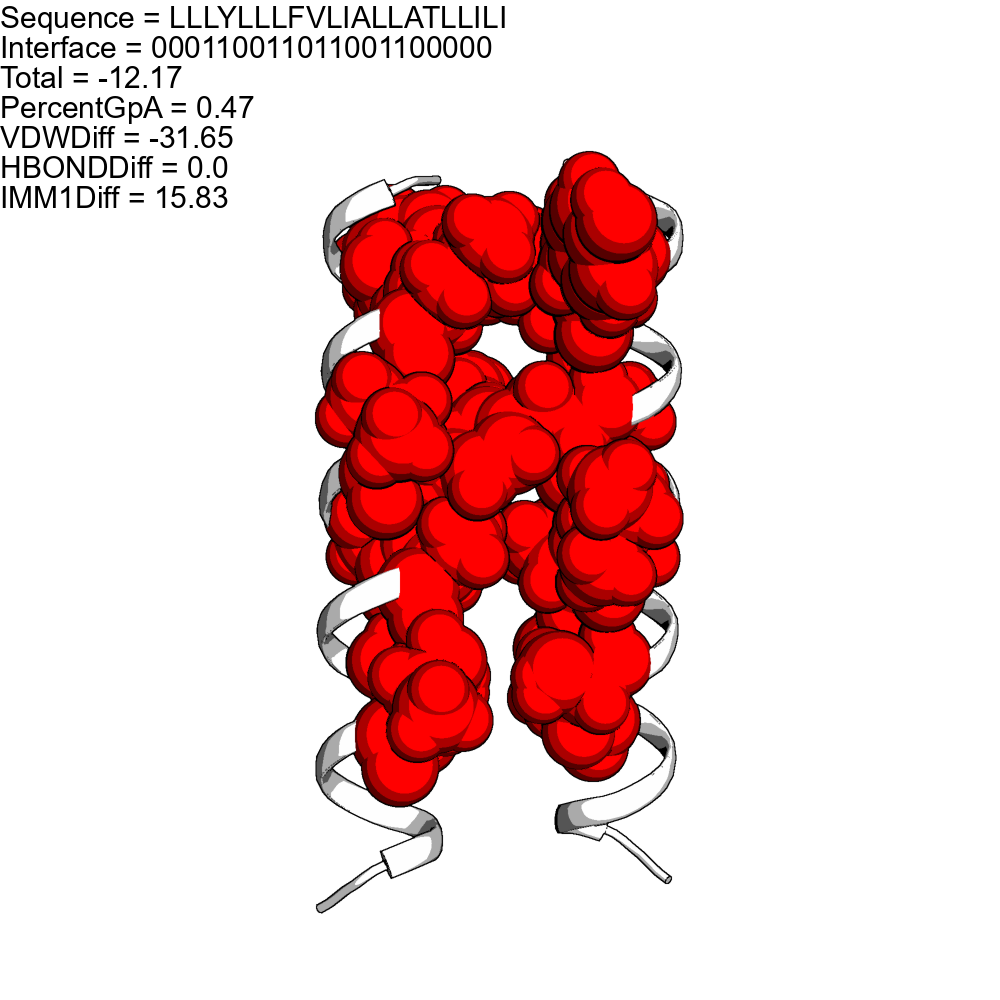 Sequence = LLLYLLLFVLIALLATLLILI
Interface = 000110011011001100000
Total = -12.17
PercentGpA = 0.47
VDWDiff = -31.65
HBONDDiff = 0.0
IMM1Diff = 15.83